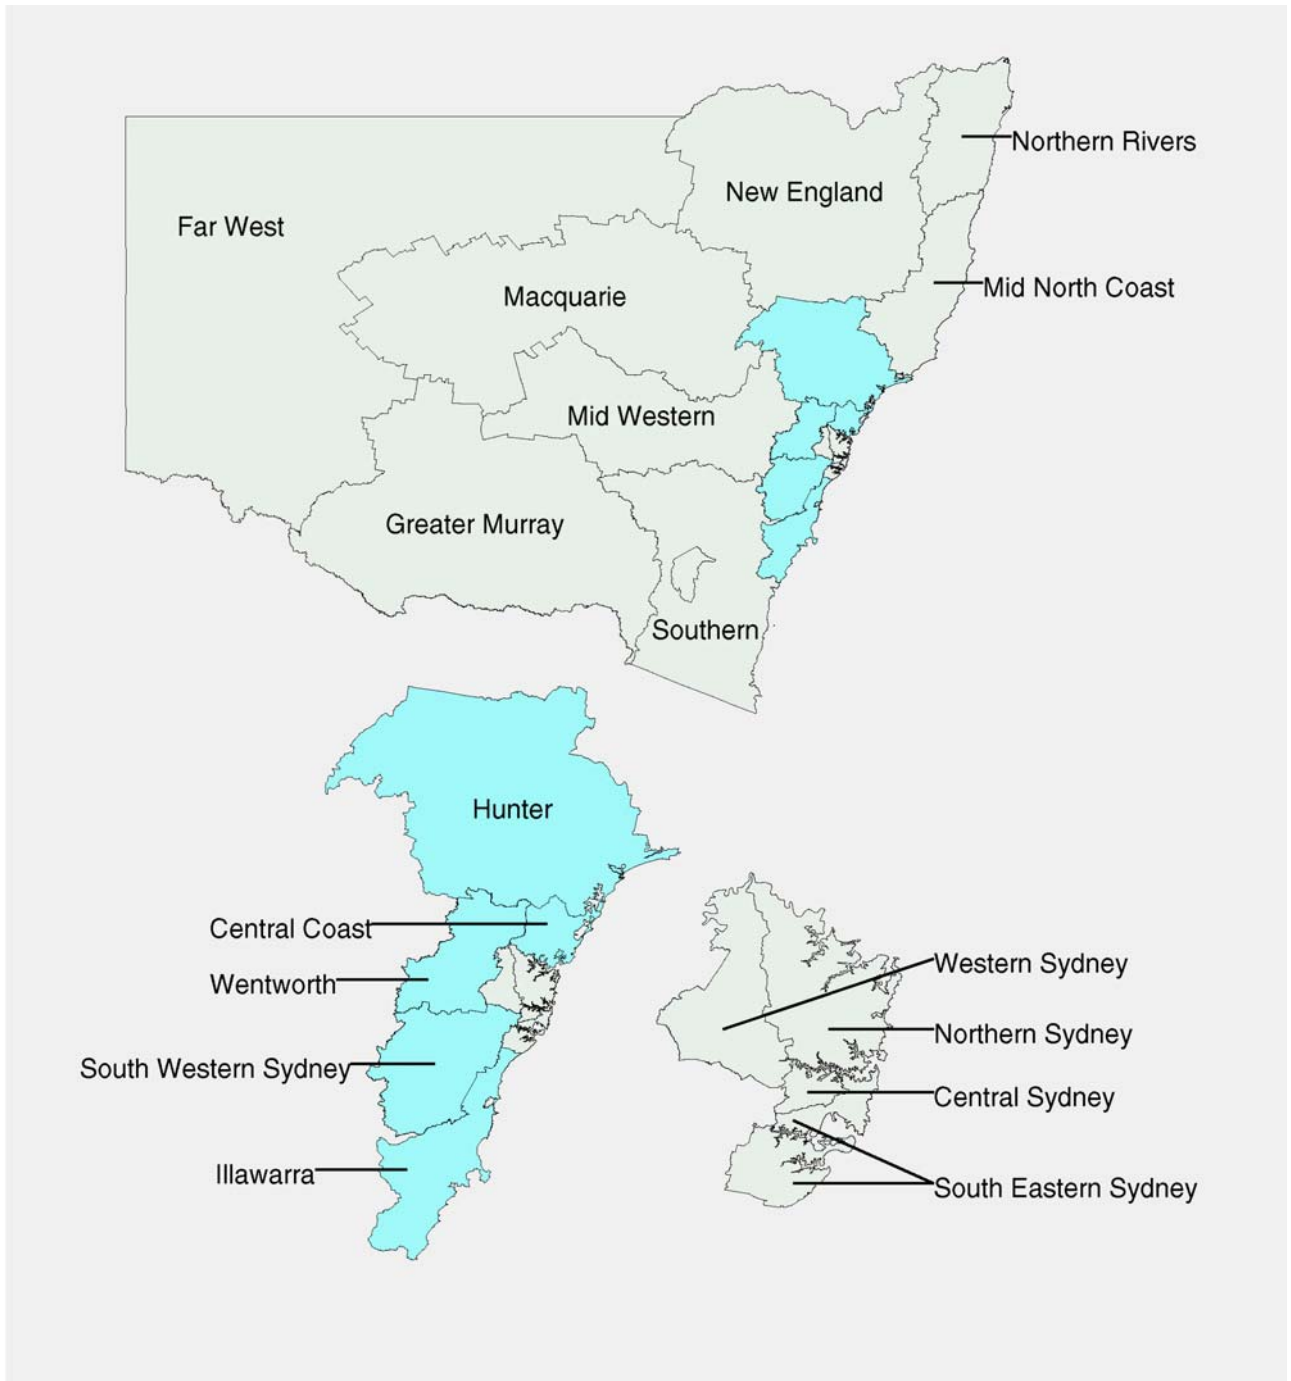 Northern Rivers
New England
Far West
Mid North Coast
Macquarie
Mid Western
Greater Murray
Southern
Hunter
Central Coast
Wentworth
South Western Sydney
Illawarra
Western Sydney
Northern Sydney
Central Sydney
South Eastern Sydney